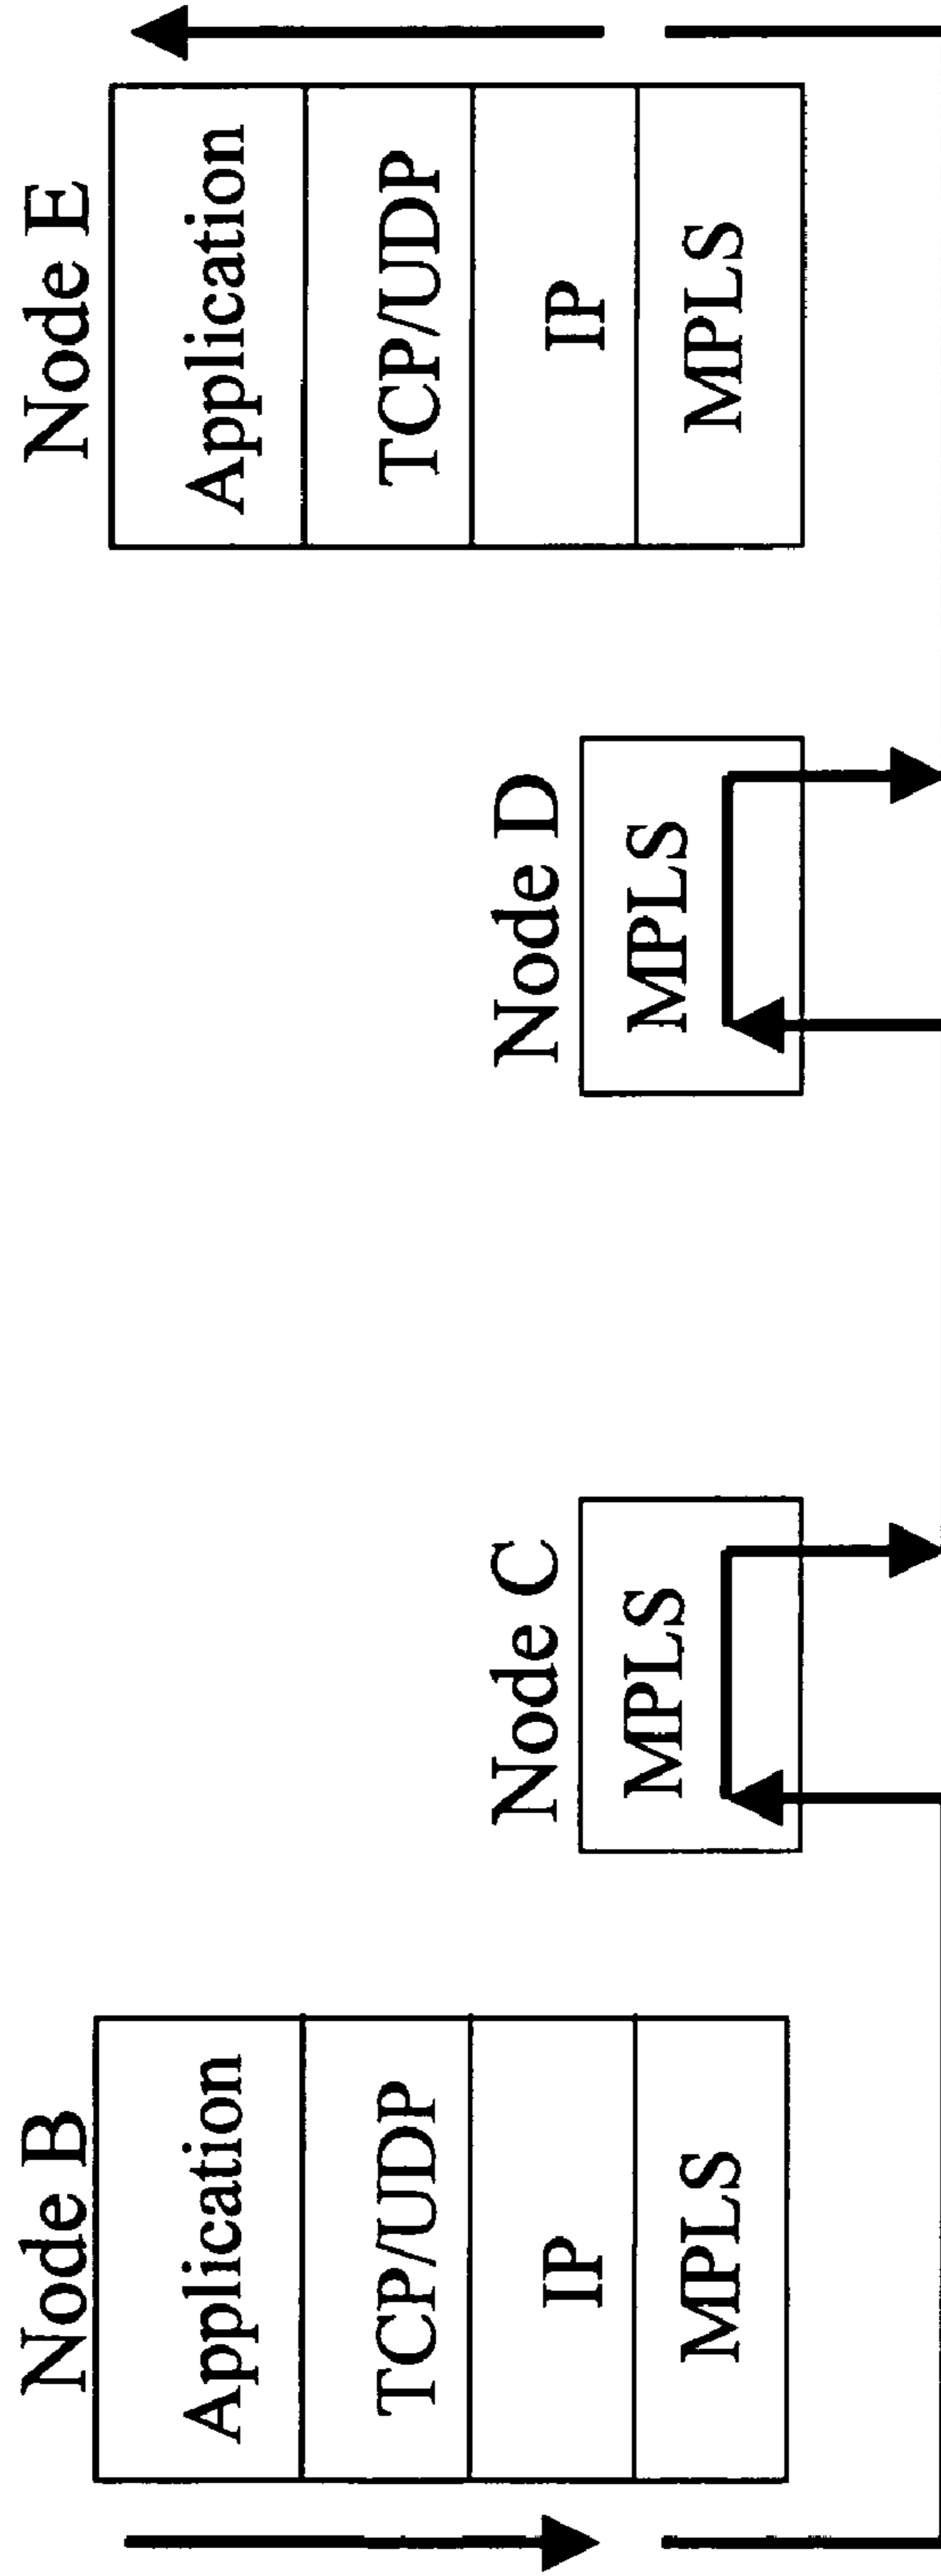 Node B
Application
TCP/UDP
IP
MPLS
Node C
MPLS
Node D
MPLS
Node E
Application
TCP/UDP
IP
MPLS